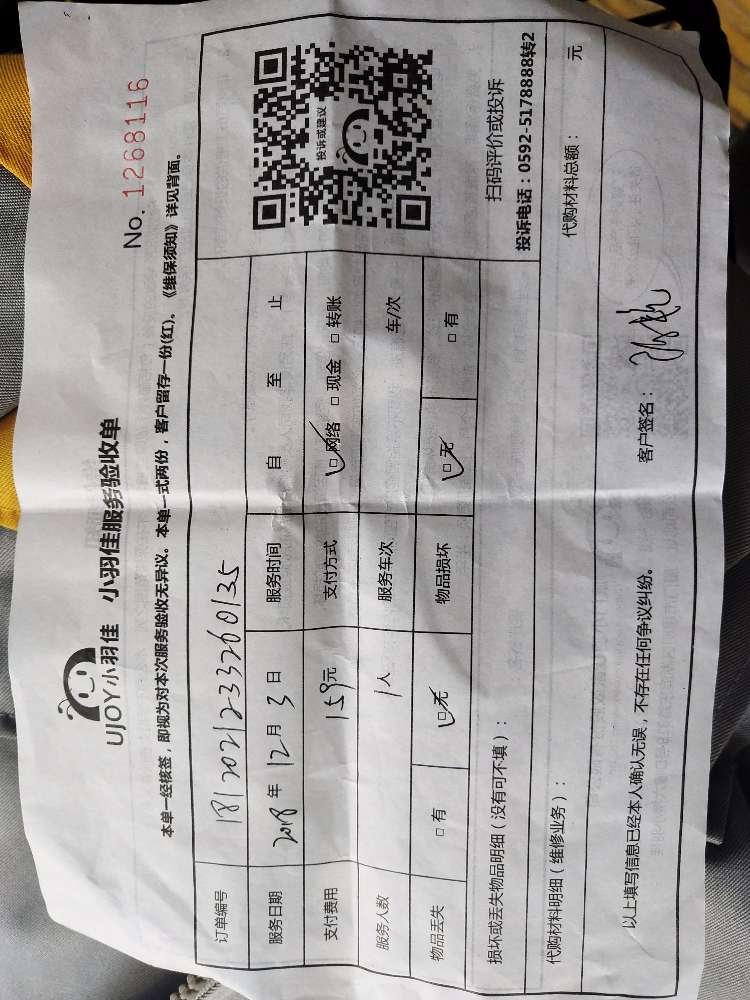 UJOY小羽佳 小羽佳服务验收单
No. 1268116
本单一经核签，即视为对本次服务验收无异议。本单一式两份，客户留存一份(红)。《维保须知》详见背面。
订单编号 1812021233260135
服务日期 2018 年 12 月 3 日 服务时间 自 至 止
支付费用 159元 支付方式 ☑网络 □现金 □转账
服务人数 1人 服务车次 车/次
物品丢失 □有 ☑无 物品损坏 ☑无 □有
投诉或建议
扫码评价或投诉
投诉电话：0592-5178888转2
损坏或丢失物品明细（没有可不填）：
代购材料明细（维修业务）： 代购材料总额： 元
以上填写信息已经本人确认无误，不存在任何争议纠纷。 客户签名：